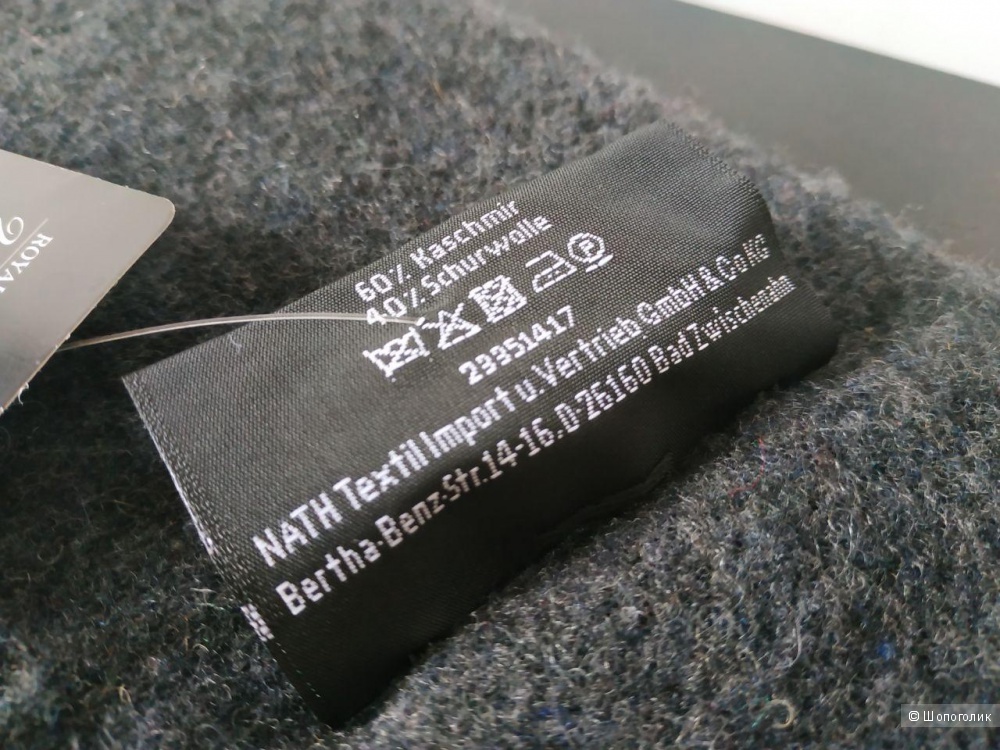 ROYAL
60% Kaschmir
40% Schurwolle
23351417
NATH Textil Import u. Vertrieb GmbH & Co KG
Bertha-Benz-Str.14-16.D-26160 Bad Zwischenahn
© Шопоголик